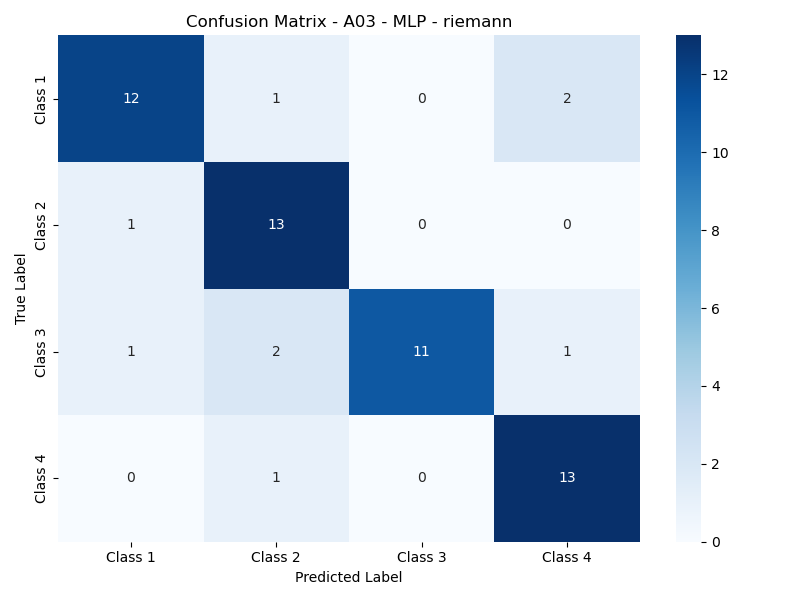 Confusion Matrix - A03 - MLP - riemann
True Label
Class 1
12 1 0 2
Class 2
1 13 0 0
Class 3
1 2 11 1
Class 4
0 1 0 13
Class 1 Class 2 Class 3 Class 4
Predicted Label
12
10
8
6
4
2
0